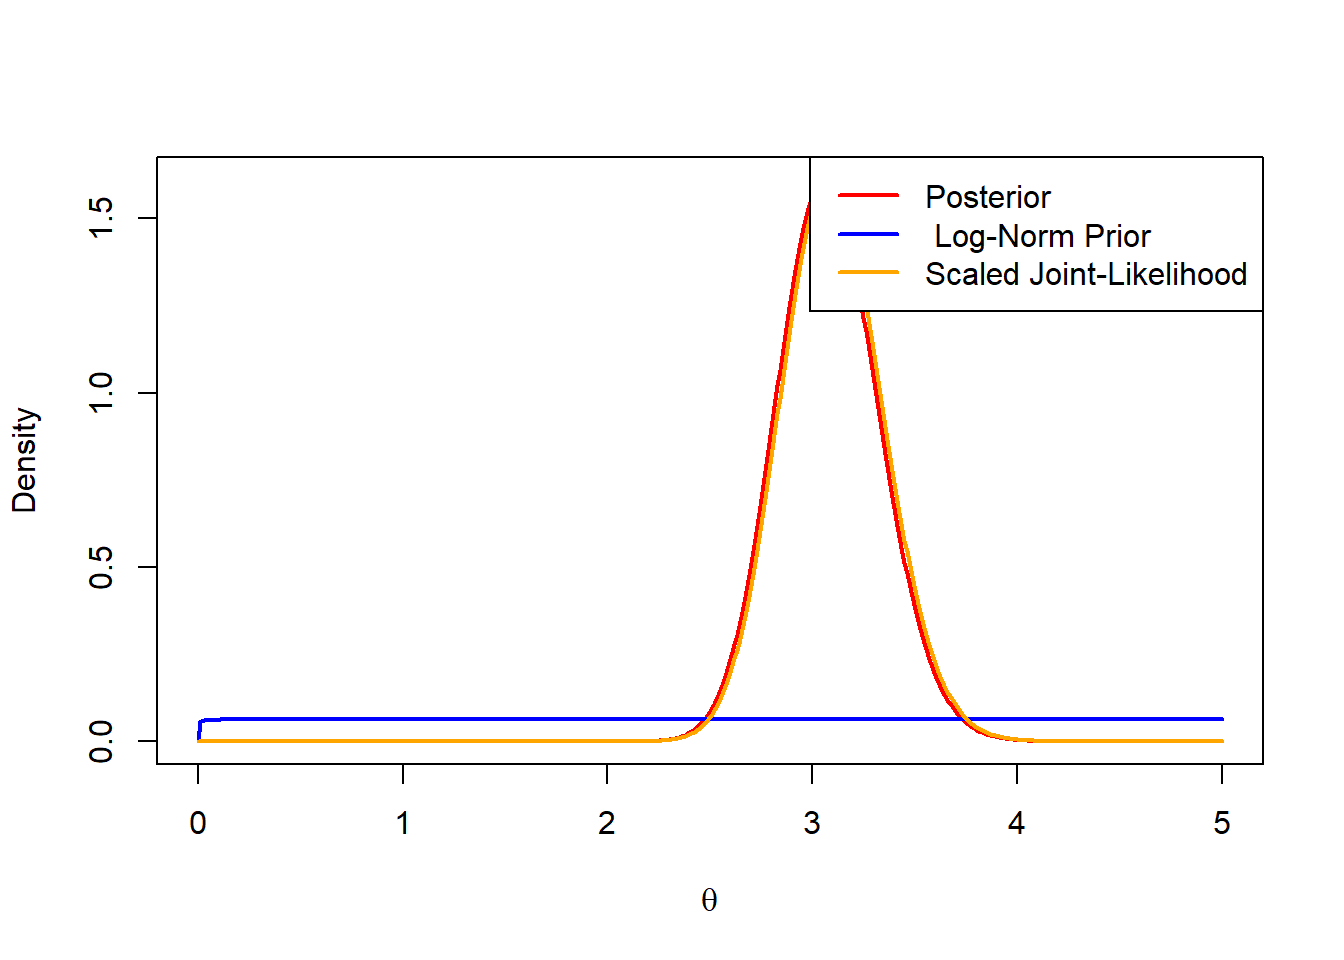 Posterior
Log-Norm Prior
Scaled Joint-Likelihood
Density
1.5
1.0
0.5
0.0
0 1 2 3 4 5
θ